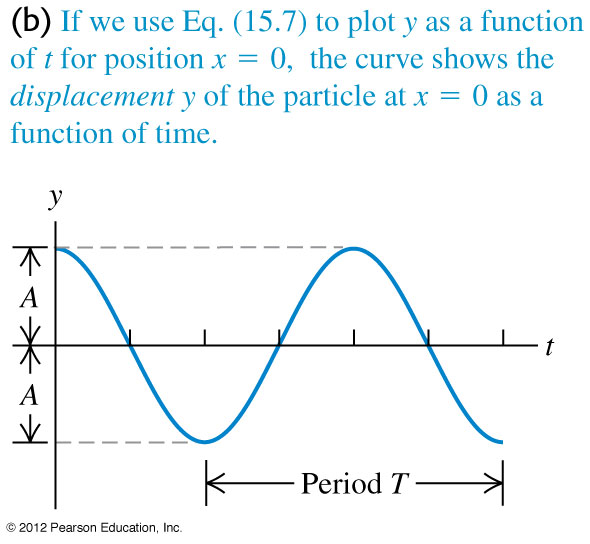 (b) If we use Eq. (15.7) to plot y as a function
of t for position x = 0, the curve shows the
displacement y of the particle at x = 0 as a
function of time.
y
A
t
A
Period T
© 2012 Pearson Education, Inc.